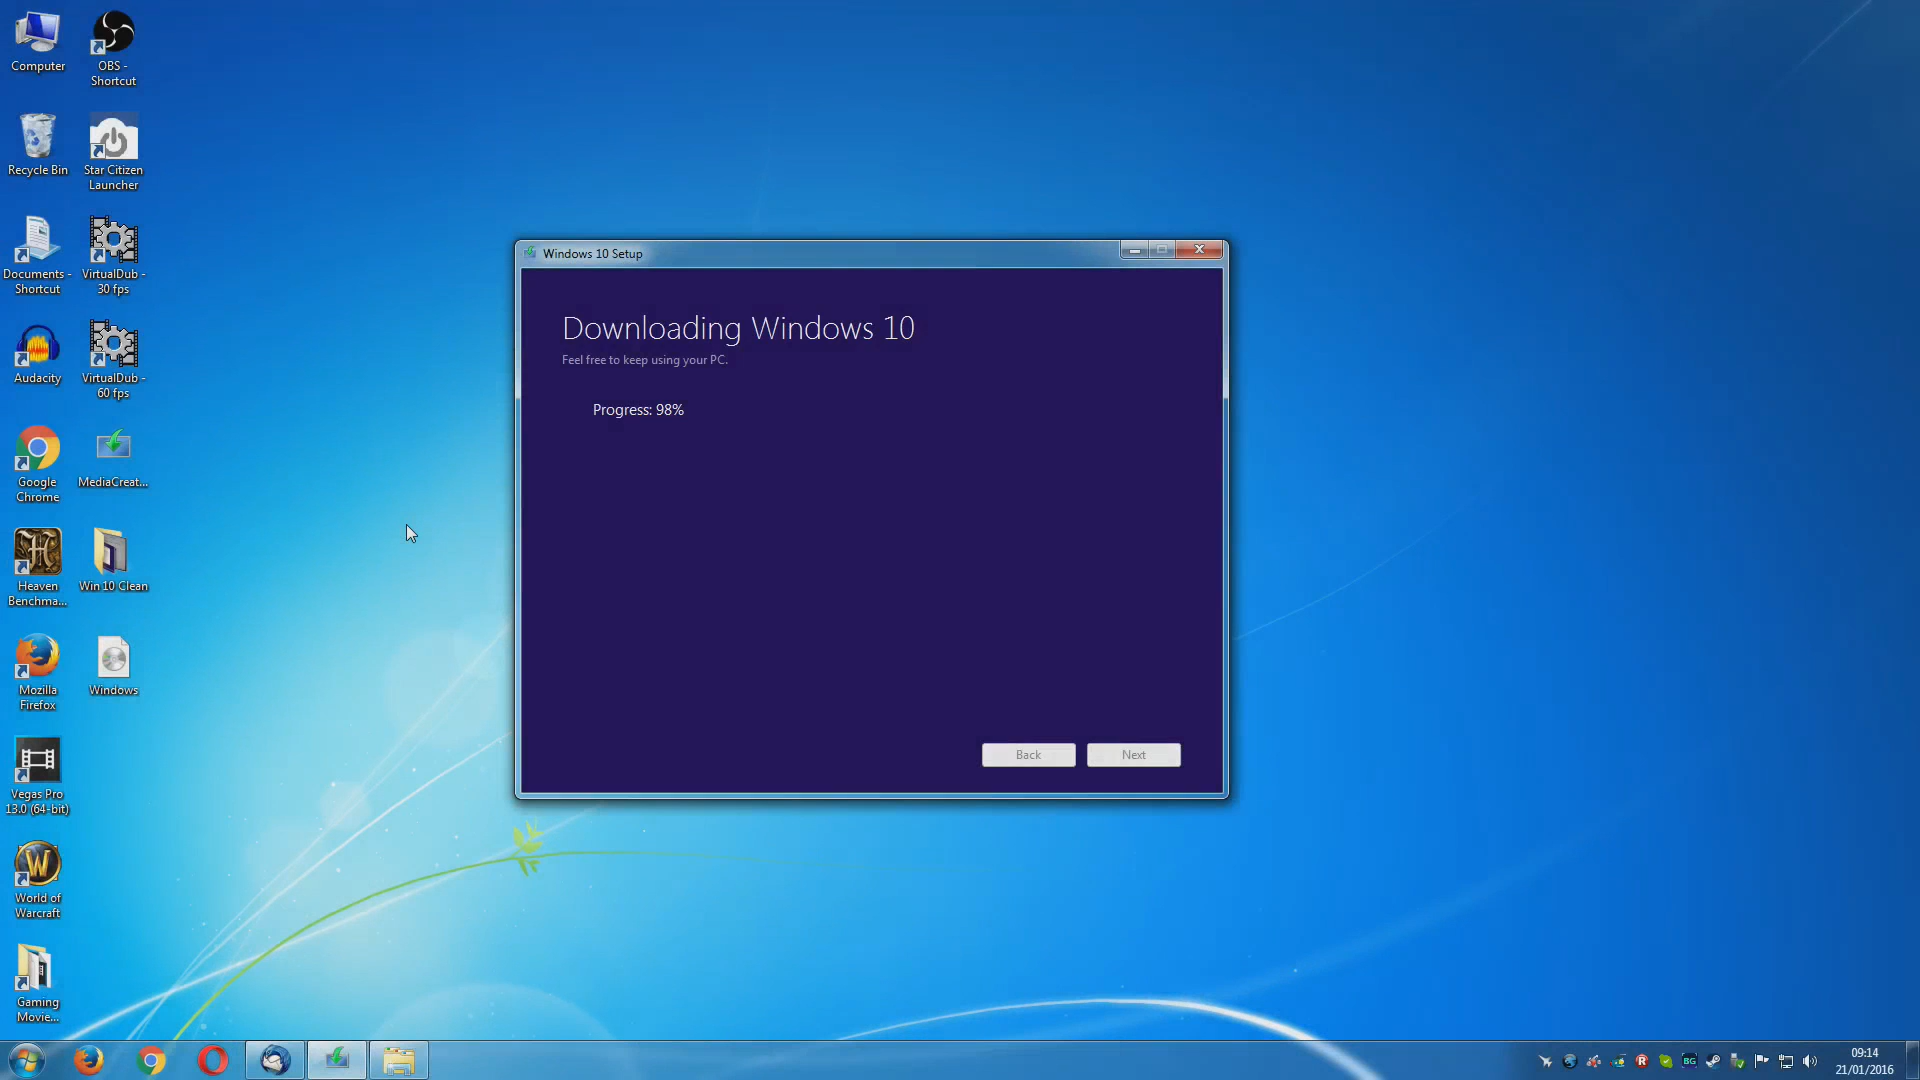 Computer
OBS -
Shortcut
Recycle Bin
Star Citizen
Launcher
Documents -
Shortcut
VirtualDub -
30 fps
Audacity
VirtualDub -
60 fps
Google
Chrome
MediaCreat...
Heaven
Benchma...
Win 10 Clean
Mozilla
Firefox
Windows
Vegas Pro
13.0 (64-bit)
World of
Warcraft
Gaming
Movie...
Windows 10 Setup
Downloading Windows 10
Feel free to keep using your PC.
Progress: 98%
Back
Next
BG
09:14
21/01/2016